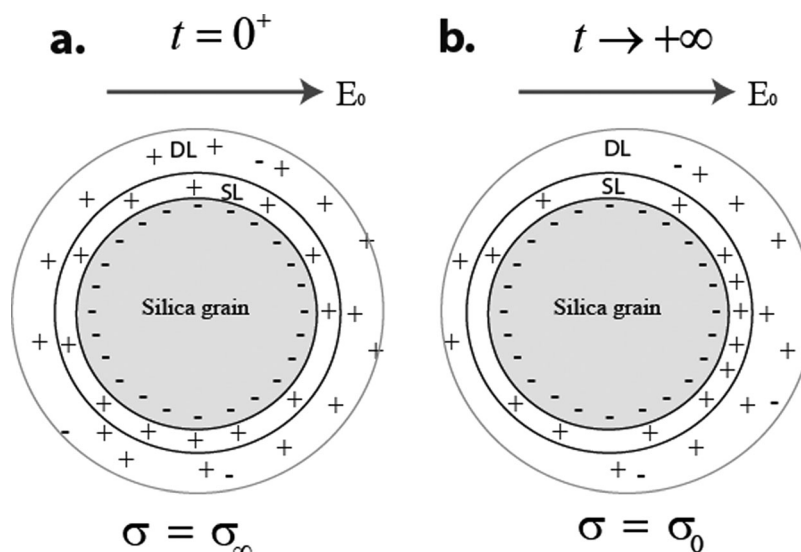 a. t = 0⁺
E₀
DL
SL
Silica grain
σ = σ∞
b. t → +∞
E₀
DL
SL
Silica grain
σ = σ₀